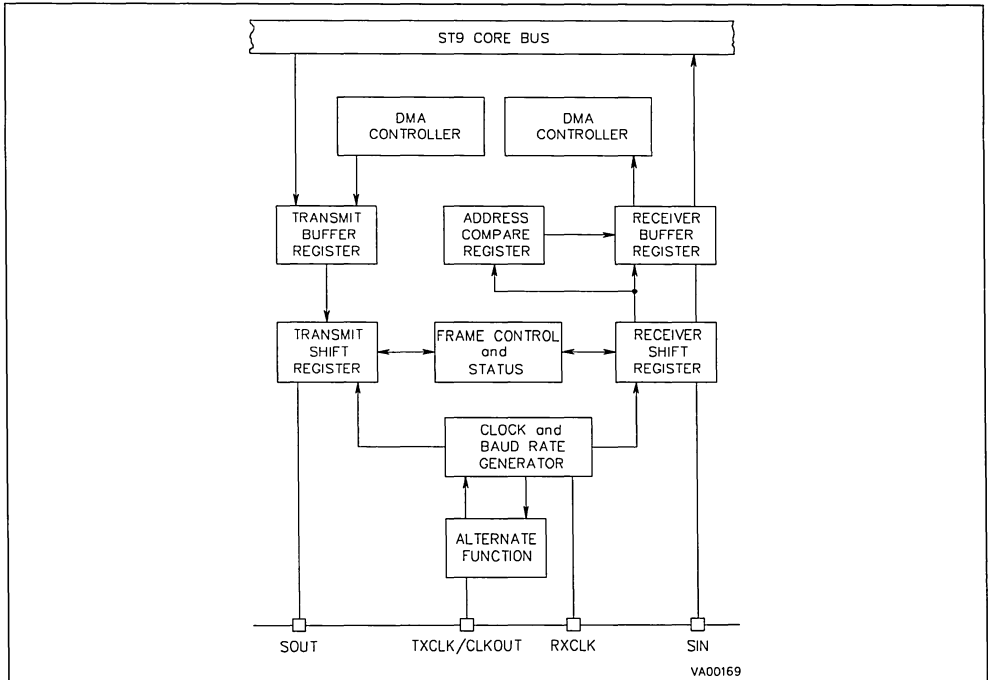 ST9 CORE BUS
DMA
CONTROLLER
DMA
CONTROLLER
TRANSMIT
BUFFER
REGISTER
ADDRESS
COMPARE
REGISTER
RECEIVER
BUFFER
REGISTER
TRANSMIT
SHIFT
REGISTER
FRAME CONTROL
and
STATUS
RECEIVER
SHIFT
REGISTER
CLOCK and
BAUD RATE
GENERATOR
ALTERNATE
FUNCTION
SOUT
TXCLK/CLKOUT
RXCLK
SIN
VA00169